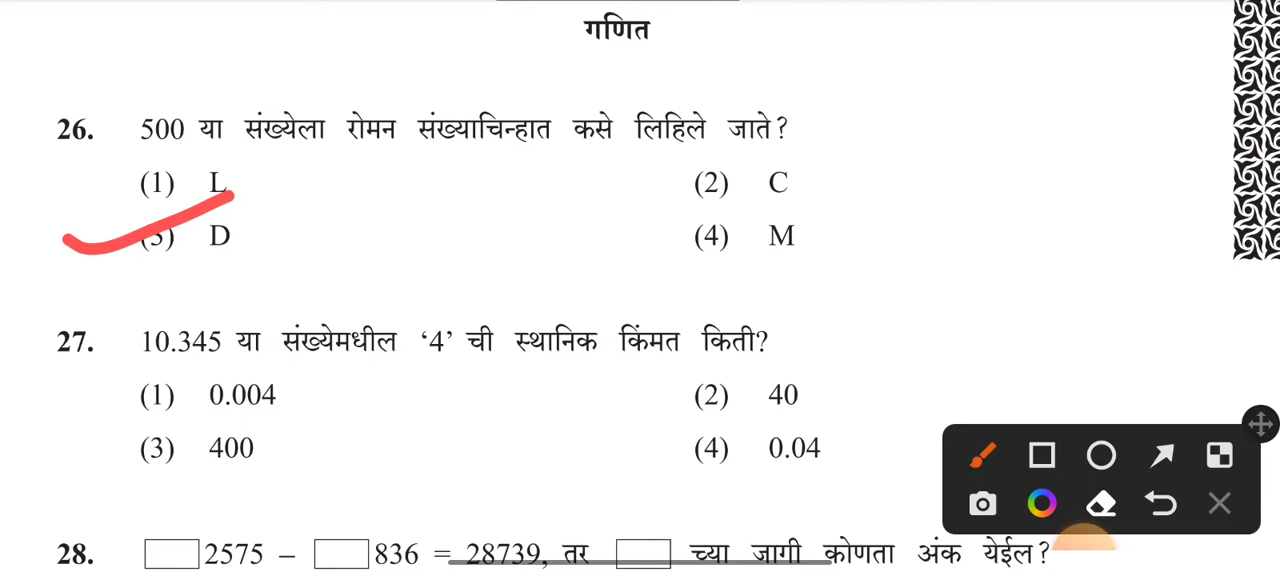 गणित
26. 500 या संख्येला रोमन संख्याचिन्हात कसे लिहिले जाते?
(1) L (2) C
(3) D (4) M
27. 10.345 या संख्येमधील ‘4’ ची स्थानिक किंमत किती?
(1) 0.004 (2) 40
(3) 400 (4) 0.04
28. □2575 – □836 = 28739, तर □ च्या जागी कोणता अंक येईल?